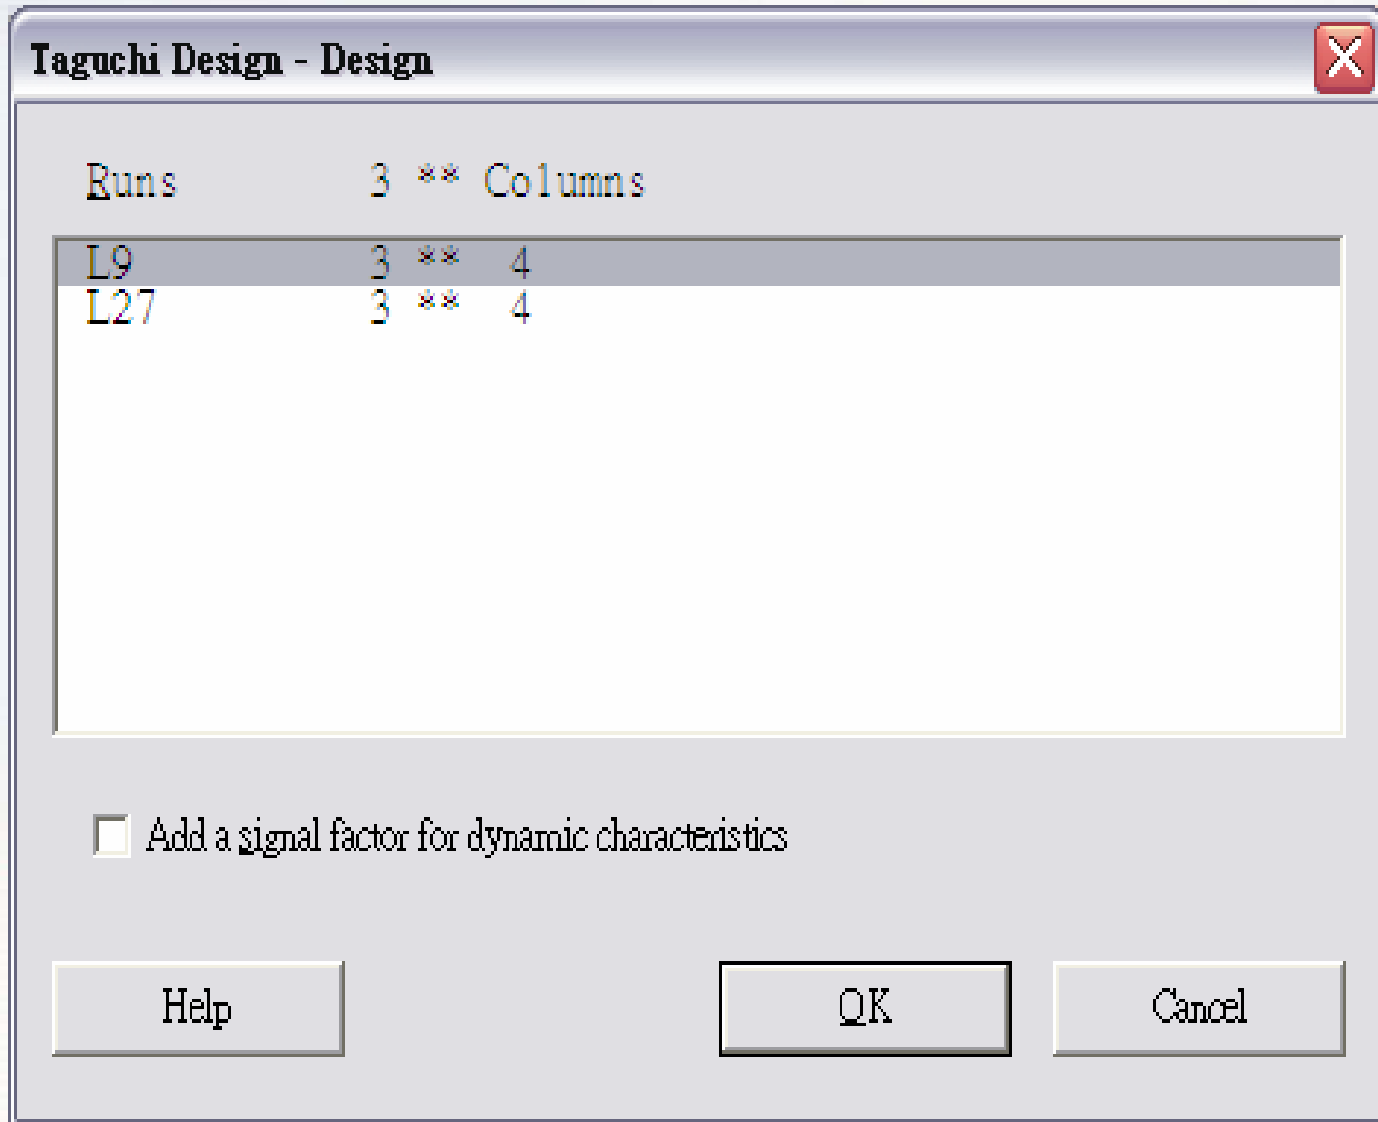 Taguchi Design - Design
Runs 3 ** Columns
L9 3 ** 4
L27 3 ** 4
Add a signal factor for dynamic characteristics
Help OK Cancel